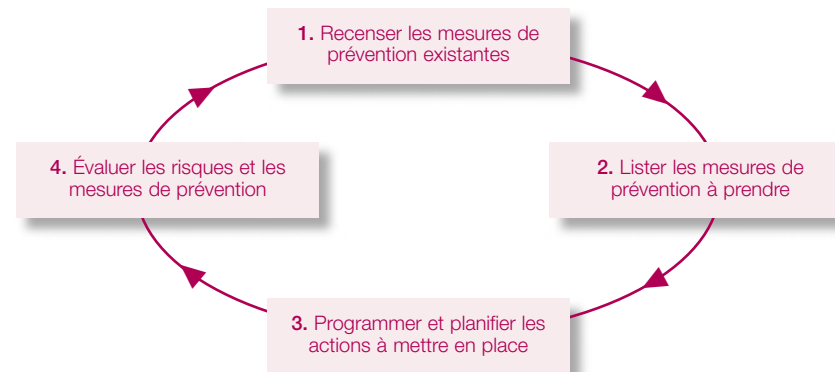 1. Recenser les mesures de
prévention existantes
2. Lister les mesures de
prévention à prendre
3. Programmer et planifier les
actions à mettre en place
4. Évaluer les risques et les
mesures de prévention